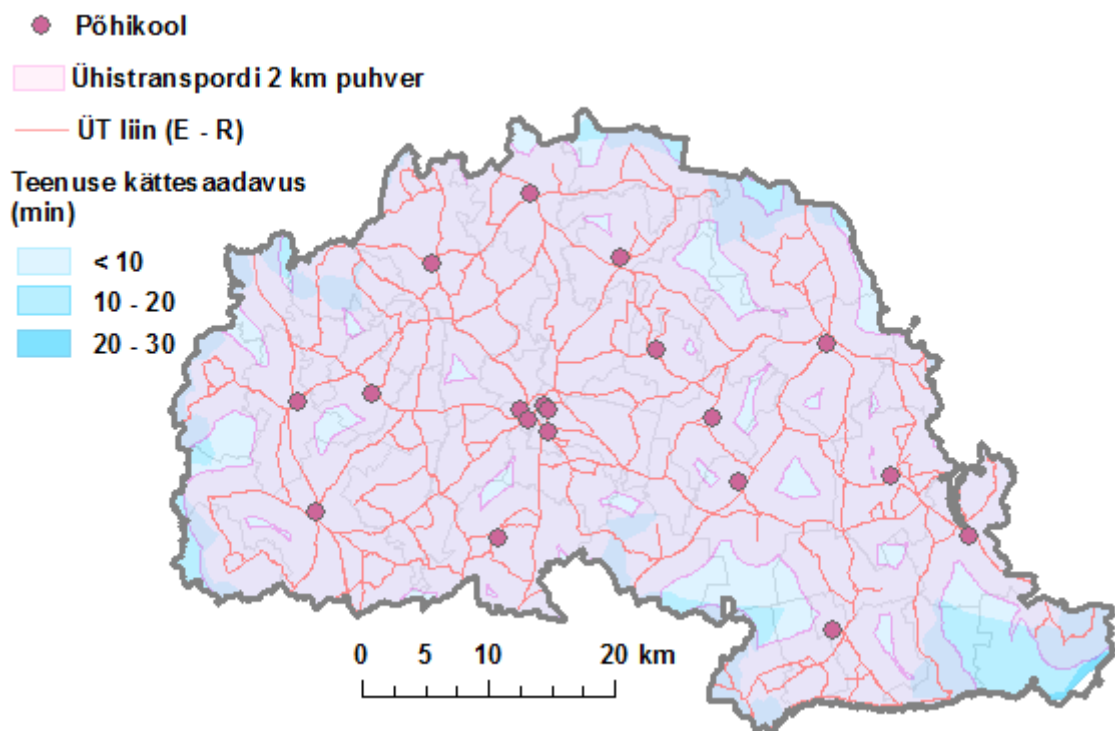 Põhikool
Ühistranspordi 2 km puhver
ÜT liin (E - R)
Teenuse kättesaadavus
(min)
< 10
10 - 20
20 - 30
0 5 10 20 km